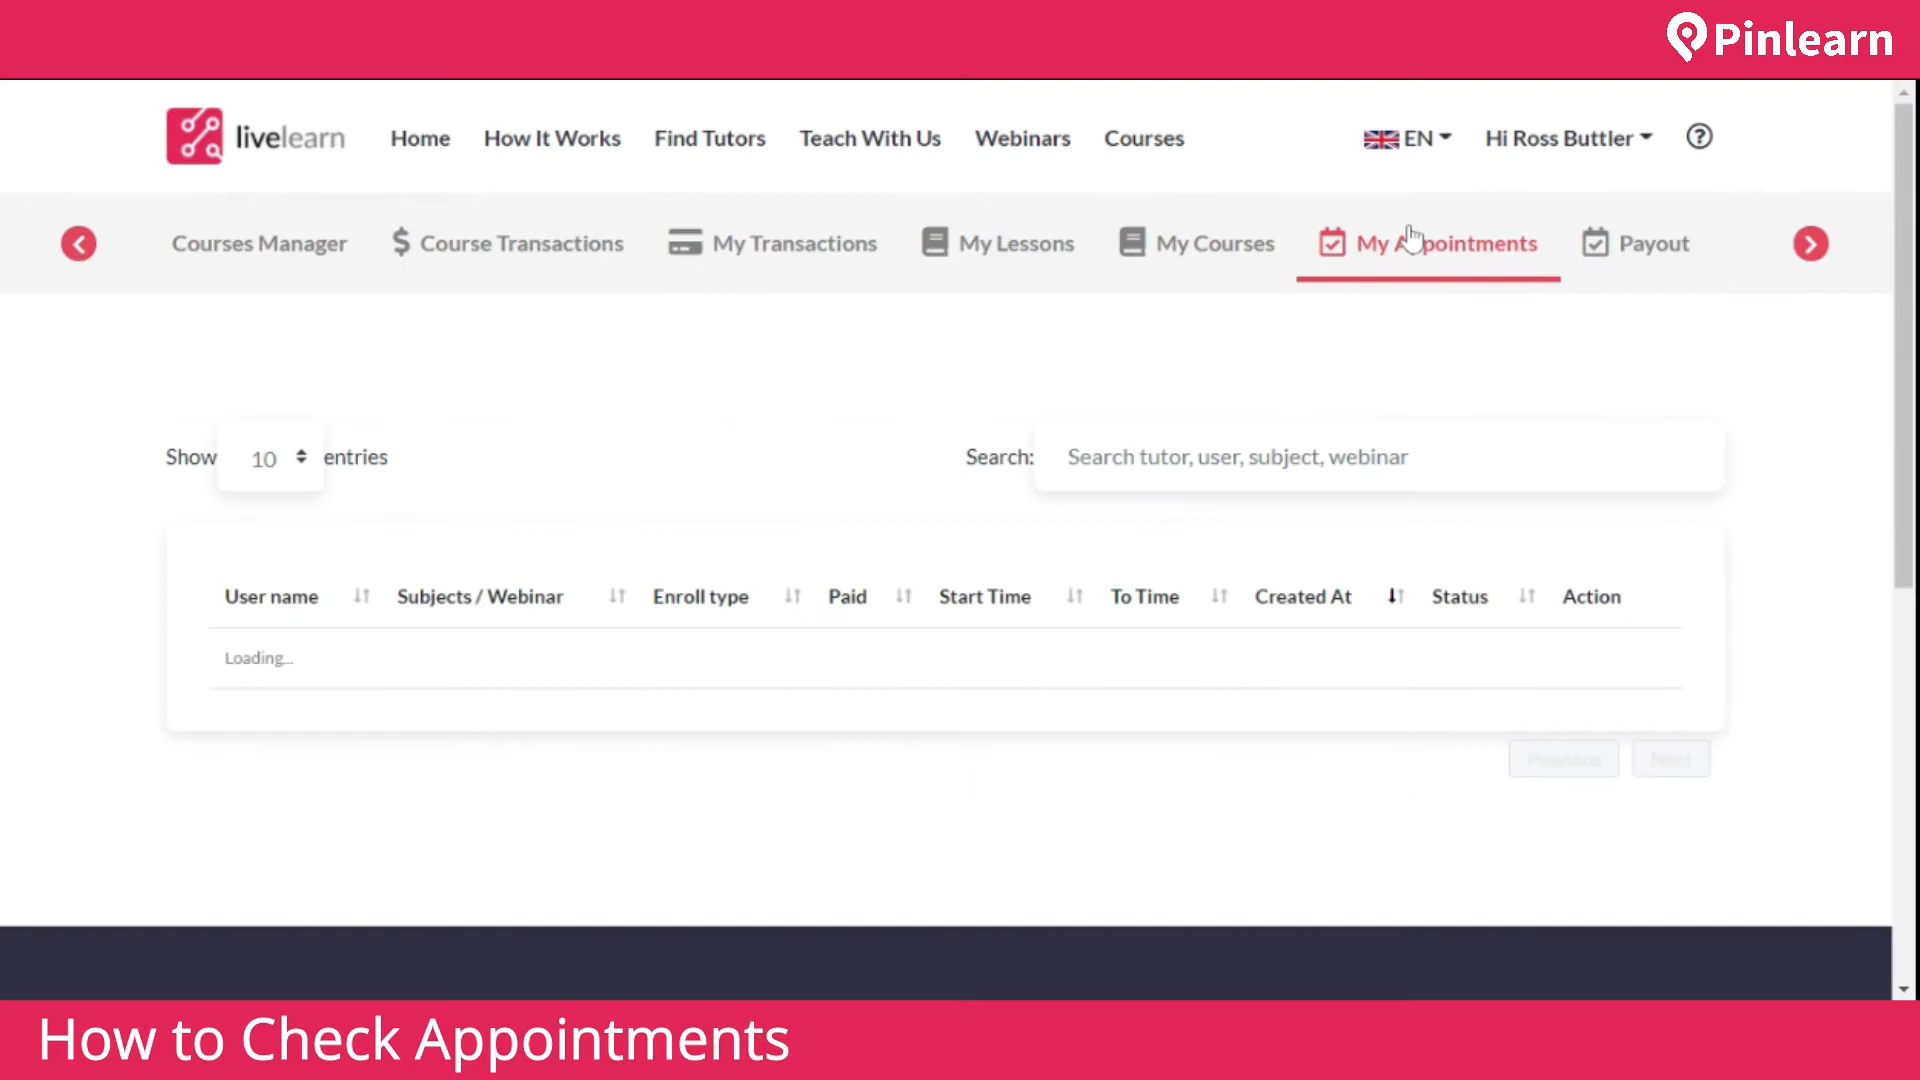 Pinlearn
livelearn Home How It Works Find Tutors Teach With Us Webinars Courses EN Hi Ross Buttler ?
Courses Manager $ Course Transactions My Transactions My Lessons My Courses My Appointments Payout
Show 10 entries Search: Search tutor, user, subject, webinar
User name Subjects / Webinar Enroll type Paid Start Time To Time Created At Status Action
Loading...
Previous Next
How to Check Appointments